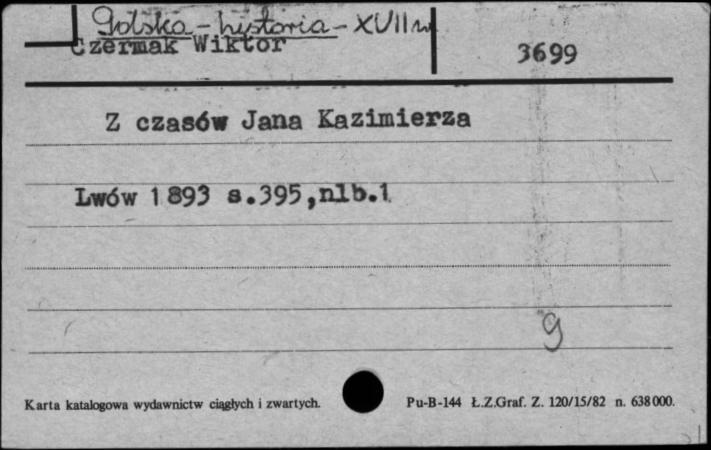 Polska - historia - XVII w
Czermak Wiktor
3699
Z czasów Jana Kazimierza
Lwów 1893 s.395,nlb.1
9
Karta katalogowa wydawnictw ciągłych i zwartych.
Pu-B-144 Ł.Z.Graf. Z. 120/15/82 n. 638000.